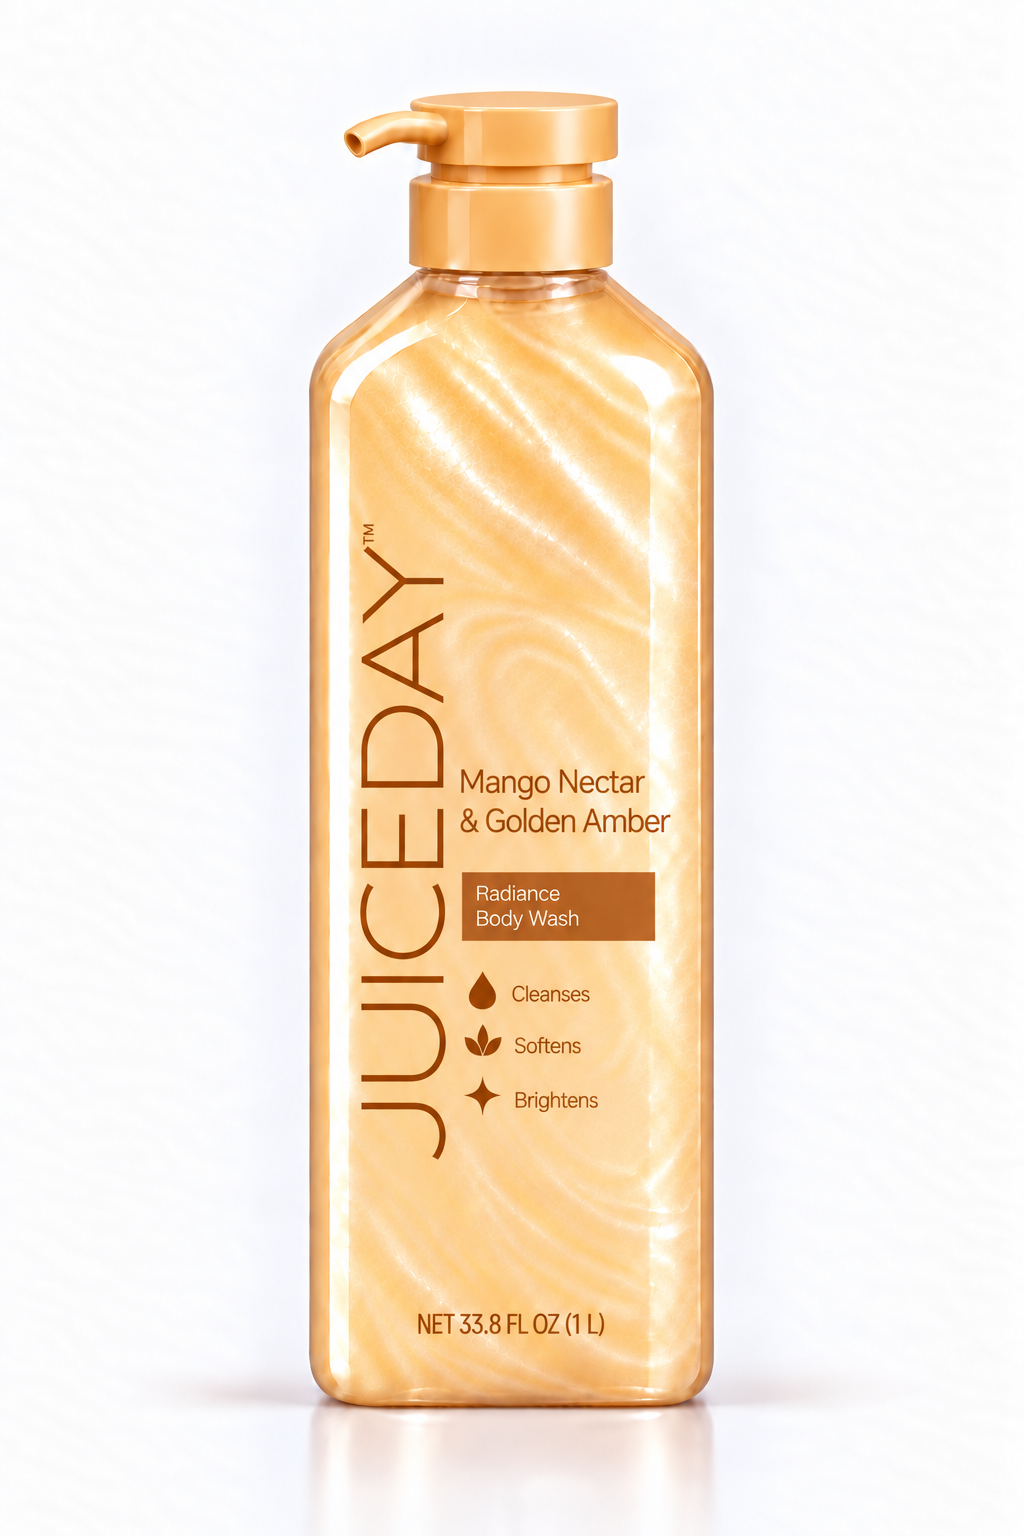 JUICEDAY™
Mango Nectar
& Golden Amber
Radiance
Body Wash
Cleanses
Softens
Brightens
NET 33.8 FL OZ (1 L)